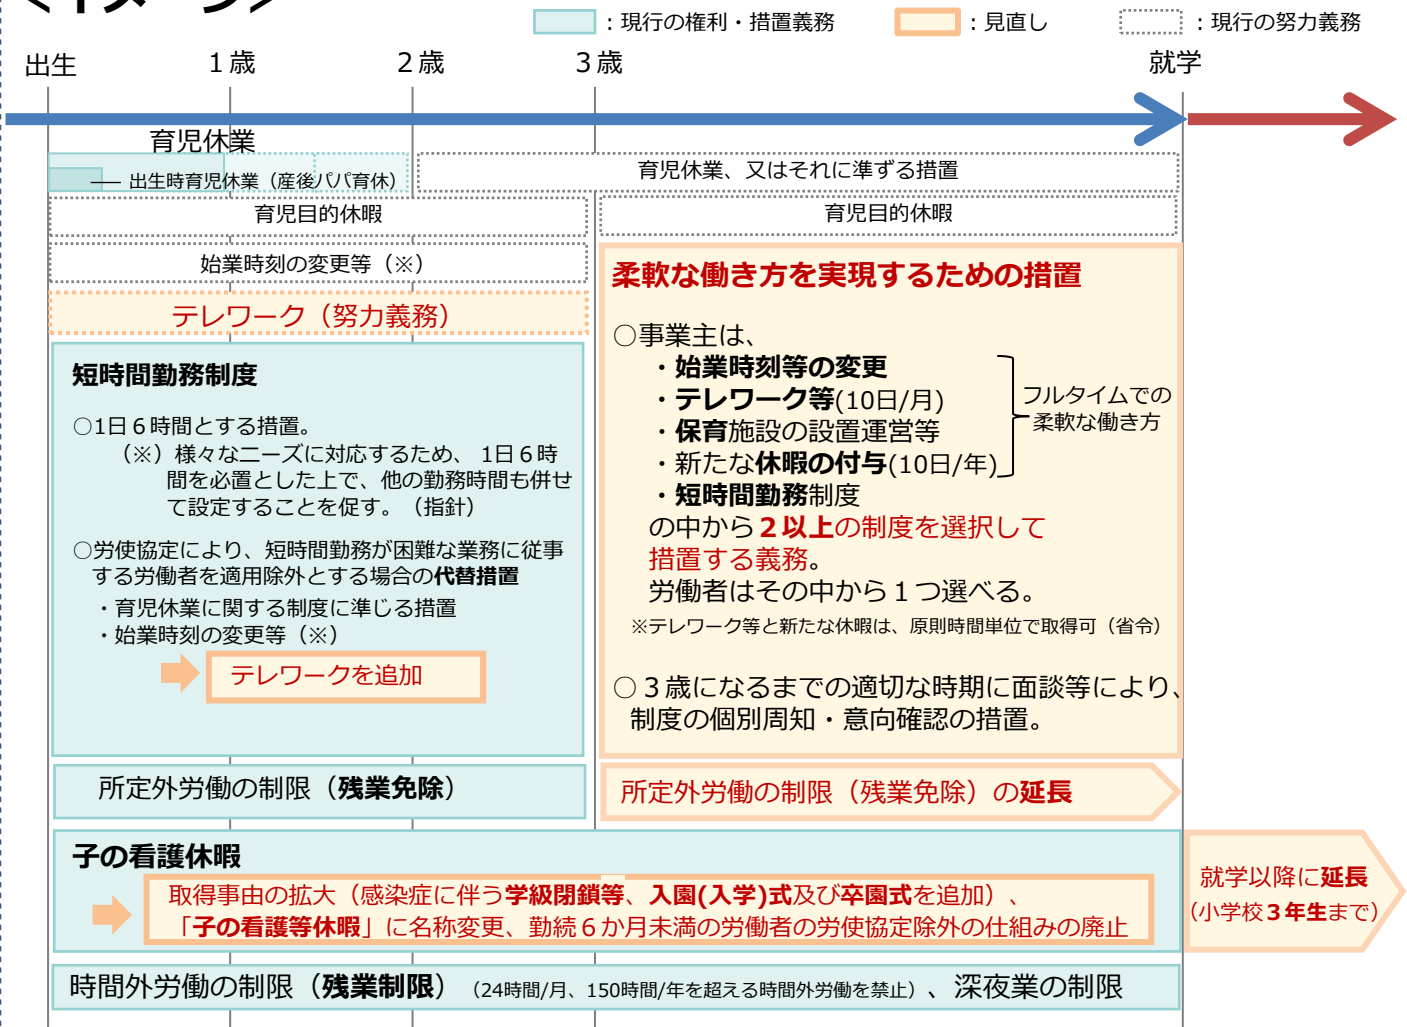 <イメージ>
：現行の権利・措置義務
：見直し
：現行の努力義務
出生
1歳
2歳
3歳
就学
育児休業
出生時育児休業（産後パパ育休）
育児休業、又はそれに準ずる措置
育児目的休暇
育児目的休暇
始業時刻の変更等（※）
テレワーク（努力義務）
短時間勤務制度
○1日６時間とする措置。
（※）様々なニーズに対応するため、 1日６時
間を必置とした上で、他の勤務時間も併せ
て設定することを促す。（指針）
○労使協定により、短時間勤務が困難な業務に従事
する労働者を適用除外とする場合の代替措置
・育児休業に関する制度に準じる措置
・始業時刻の変更等（※）
テレワークを追加
柔軟な働き方を実現するための措置
○事業主は、
・始業時刻等の変更
・テレワーク等(10日/月)
・保育施設の設置運営等
・新たな休暇の付与(10日/年)
・短時間勤務制度
フルタイムでの
柔軟な働き方
の中から２以上の制度を選択して
措置する義務。
労働者はその中から１つ選べる。
※テレワーク等と新たな休暇は、原則時間単位で取得可（省令）
○３歳になるまでの適切な時期に面談等により、
制度の個別周知・意向確認の措置。
所定外労働の制限（残業免除）
所定外労働の制限（残業免除）の延長
子の看護休暇
取得事由の拡大（感染症に伴う学級閉鎖等、入園(入学)式及び卒園式を追加）、
「子の看護等休暇」に名称変更、勤続６か月未満の労働者の労使協定除外の仕組みの廃止
就学以降に延長
（小学校３年生まで）
時間外労働の制限（残業制限）（24時間/月、150時間/年を超える時間外労働を禁止）、深夜業の制限